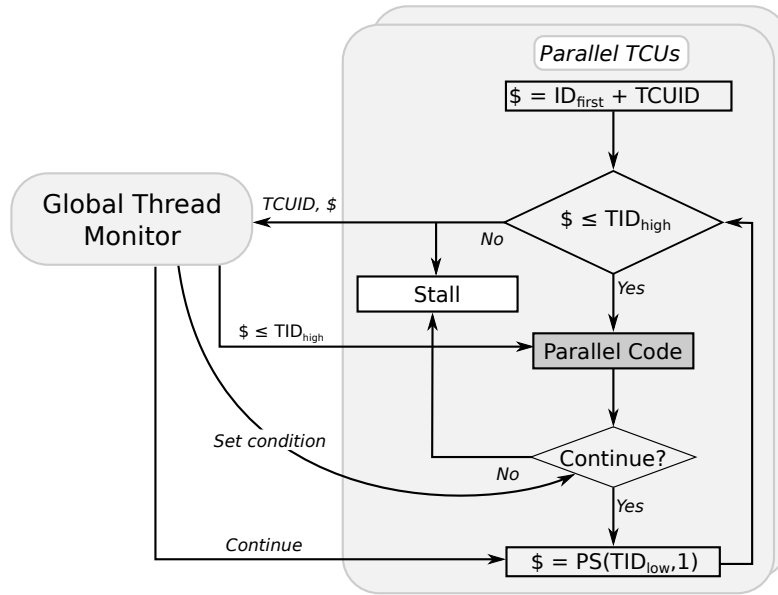 Parallel TCUs
$ = ID_first + TCUID
Global Thread
Monitor
TCUID, $
$ ≤ TID_high
No
Stall
Yes
$ ≤ TID_high
Parallel Code
Set condition
Continue?
No
Yes
Continue
$ = PS(TID_low,1)